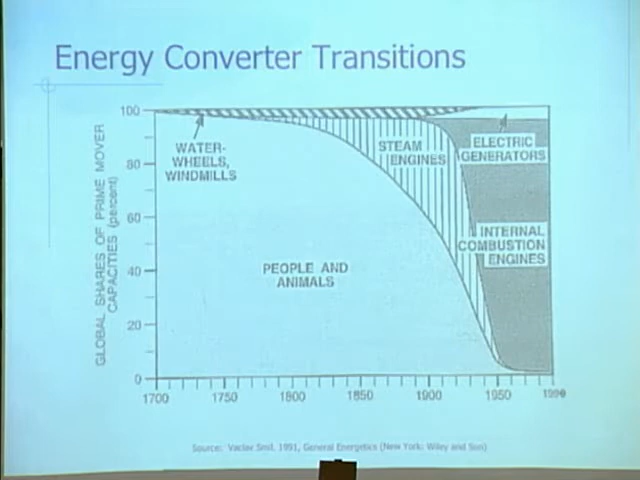 Energy Converter Transitions
GLOBAL SHARES OF PRIME MOVER
CAPACITIES (percent)
100
80
60
40
20
0
WATER-
WHEELS,
WINDMILLS
STEAM
ENGINES
ELECTRIC
GENERATORS
INTERNAL
COMBUSTION
ENGINES
PEOPLE AND
ANIMALS
1700
1750
1800
1850
1900
1950
1990
Source: Vaclav Smil. 1991, General Energetics (New York: Wiley and Son)